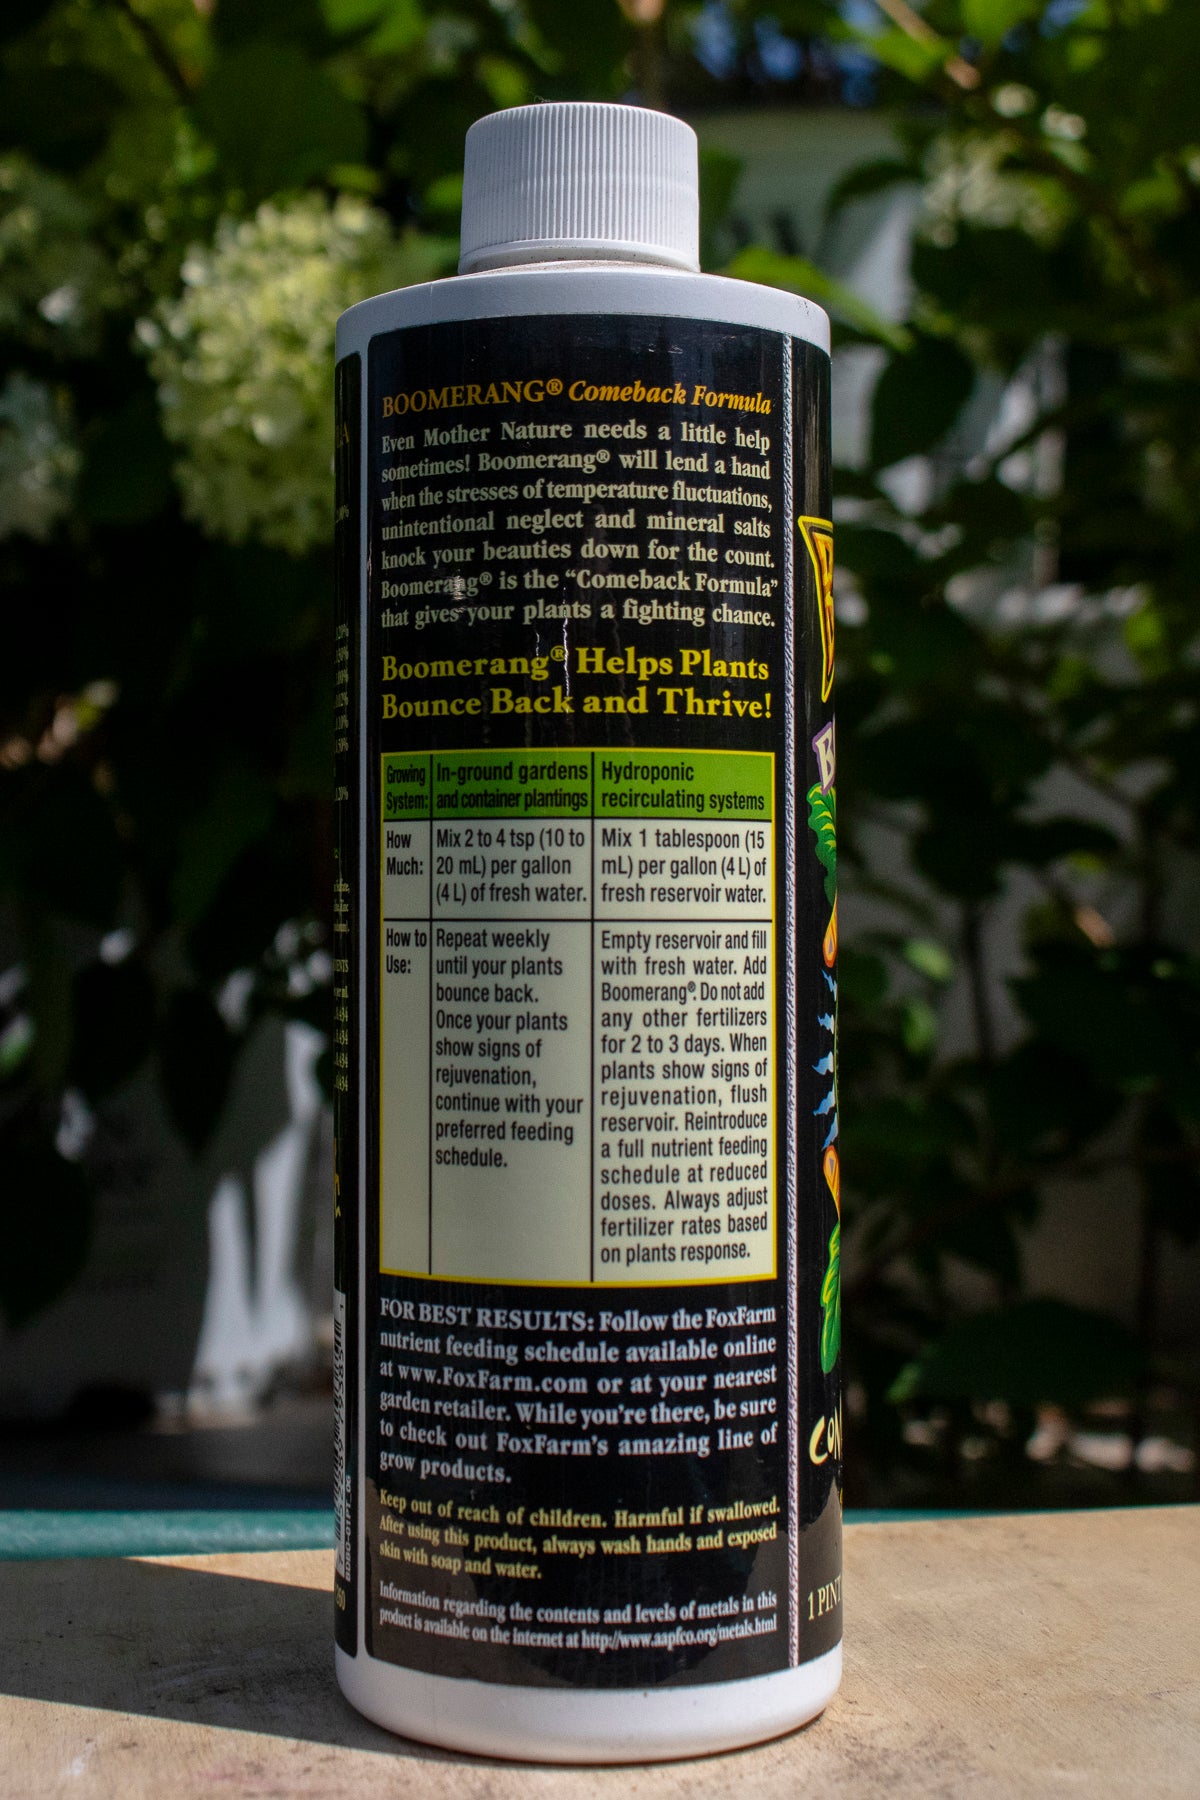 BOOMERANG® Comeback Formula
Even Mother Nature needs a little help
sometimes! Boomerang® will lend a hand
when the stresses of temperature fluctuations,
unintentional neglect and mineral salts
knock your beauties down for the count.
Boomerang® is the “Comeback Formula”
that gives your plants a fighting chance.
Boomerang® Helps Plants
Bounce Back and Thrive!
Growing
System:
In-ground gardens
and container plantings
Hydroponic
recirculating systems
How
Much:
Mix 2 to 4 tsp (10 to
20 mL) per gallon
(4 L) of fresh water.
Mix 1 tablespoon (15
mL) per gallon (4 L) of
fresh reservoir water.
How to
Use:
Repeat weekly
until your plants
bounce back.
Once your plants
show signs of
rejuvenation,
continue with your
preferred feeding
schedule.
Empty reservoir and fill
with fresh water. Add
Boomerang®. Do not add
any other fertilizers
for 2 to 3 days. When
plants show signs of
rejuvenation, flush
reservoir. Reintroduce
a full nutrient feeding
schedule at reduced
doses. Always adjust
fertilizer rates based
on plants response.
FOR BEST RESULTS: Follow the FoxFarm
nutrient feeding schedule available online
at www.FoxFarm.com or at your nearest
garden retailer. While you’re there, be sure
to check out FoxFarm’s amazing line of
grow products.
Keep out of reach of children. Harmful if swallowed.
After using this product, always wash hands and exposed
skin with soap and water.
Information regarding the contents and levels of metals in this
product is available on the internet at http://www.aapfco.org/metals.html
1 PINT